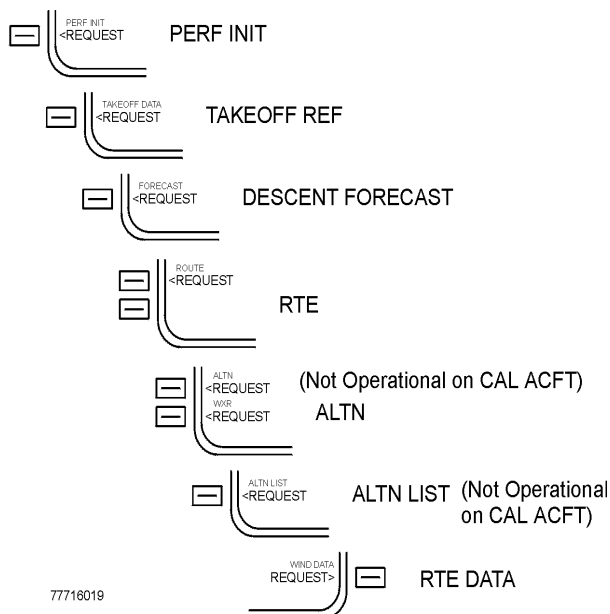 PERF INIT
<REQUEST PERF INIT
TAKEOFF DATA
<REQUEST TAKEOFF REF
FORECAST
<REQUEST DESCENT FORECAST
ROUTE
<REQUEST
RTE
ALTN
<REQUEST (Not Operational on CAL ACFT)
WXR
<REQUEST ALTN
ALTN LIST
<REQUEST ALTN LIST (Not Operational
on CAL ACFT)
WIND DATA
REQUEST> RTE DATA
77716019